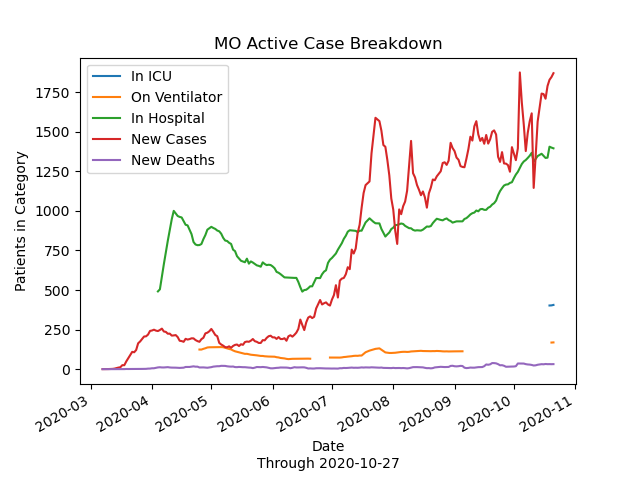 MO Active Case Breakdown
In ICU
On Ventilator
In Hospital
New Cases
New Deaths
Patients in Category
1750
1500
1250
1000
750
500
250
0
2020-03
2020-04
2020-05
2020-06
2020-07
2020-08
2020-09
2020-10
2020-11
Date
Through 2020-10-27